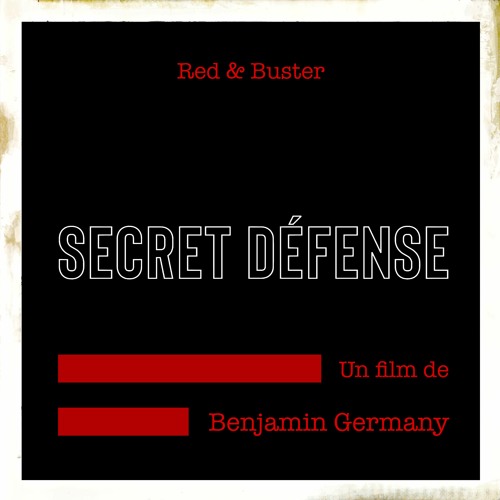 Red & Buster
SECRET DÉFENSE
Un film de
Benjamin Germany